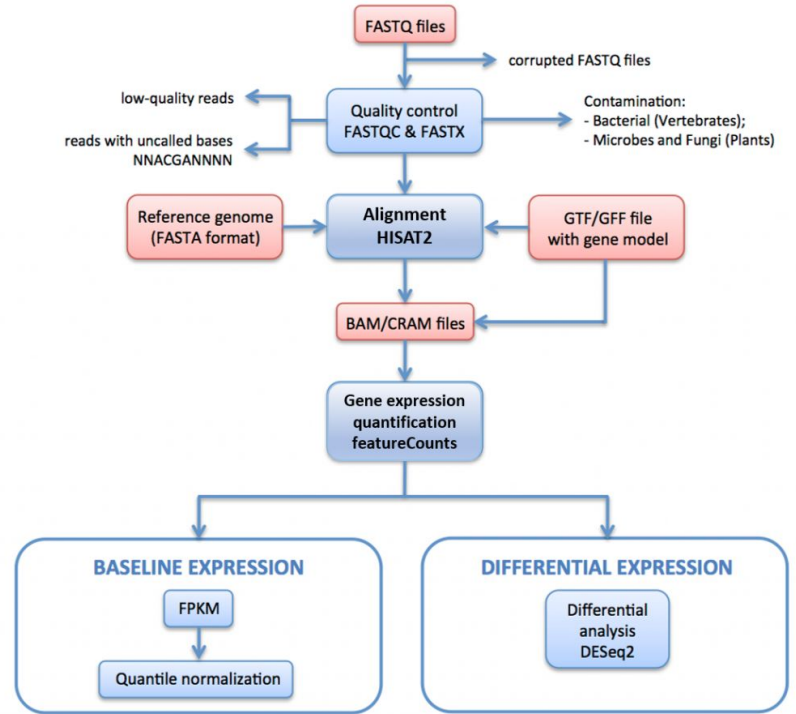 FASTQ files
corrupted FASTQ files
low-quality reads
reads with uncalled bases
NNACGANNNN
Quality control
FASTQC & FASTX
Contamination:
- Bacterial (Vertebrates);
- Microbes and Fungi (Plants)
Reference genome
(FASTA format)
Alignment
HISAT2
GTF/GFF file
with gene model
BAM/CRAM files
Gene expression
quantification
featureCounts
BASELINE EXPRESSION
FPKM
Quantile normalization
DIFFERENTIAL EXPRESSION
Differential
analysis
DESeq2